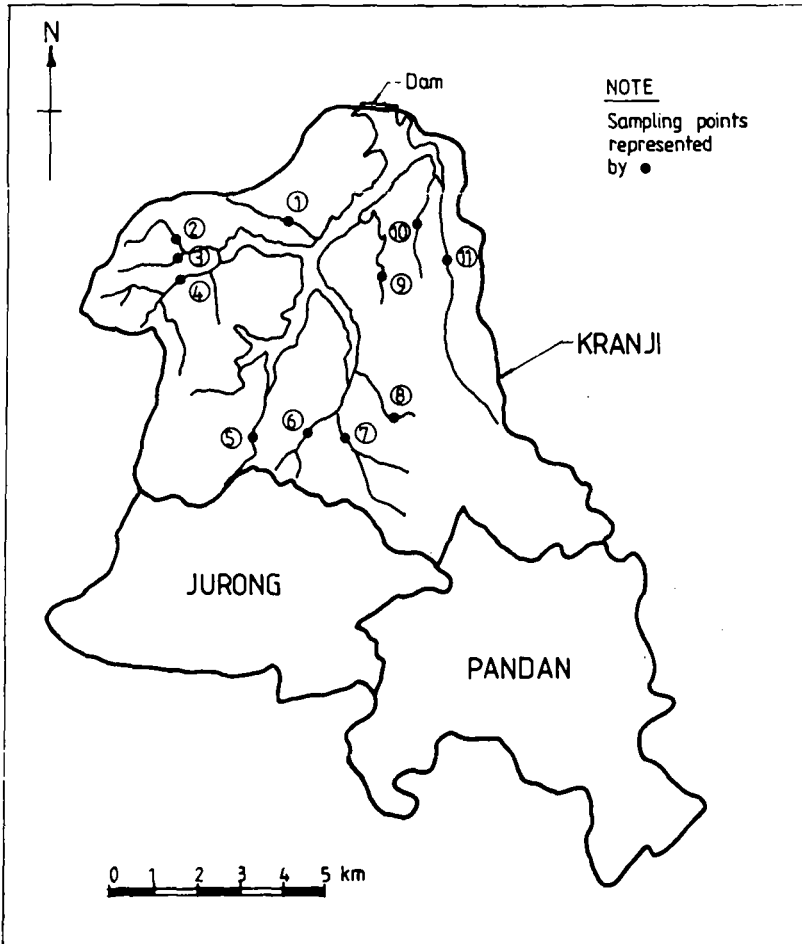 N
Dam
NOTE
Sampling points
represented
by ●
①
②
③
④
⑩
⑪
⑨
KRANJI
⑧
⑤
⑥
⑦
JURONG
PANDAN
0 1 2 3 4 5 km